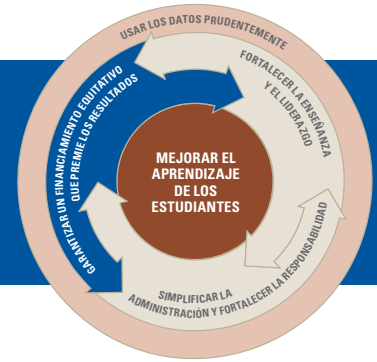 USAR LOS DATOS PRUDENTEMENTE
FORTALECER LA ENSEÑANZA
Y EL LIDERAZGO
GARANTIZAR UN FINANCIAMIENTO EQUITATIVO
QUE PREMIE LOS RESULTADOS
MEJORAR EL
APRENDIZAJE
DE LOS
ESTUDIANTES
SIMPLIFICAR LA
ADMINISTRACIÓN Y FORTALECER LA RESPONSABILIDAD